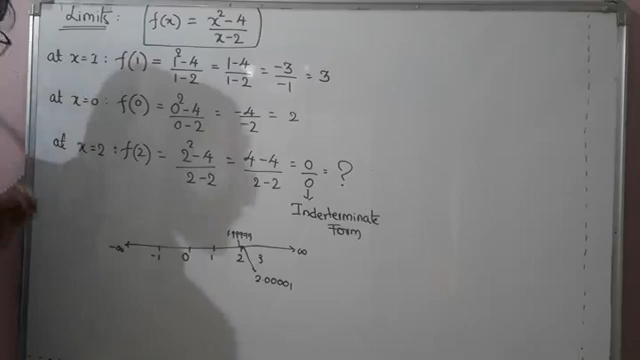 Limits: f(x) = x²-4 / x-2
at x=1: f(1) = 1²-4 / 1-2 = 1-4 / 1-2 = -3 / -1 = 3
at x=0: f(0) = 0²-4 / 0-2 = -4 / -2 = 2
at x=2: f(2) = 2²-4 / 2-2 = 4-4 / 2-2 = 0 / 0 = ?
Inderterminate
Form
1.99999
-∞ -1 0 1 2 3 ∞
2.00001